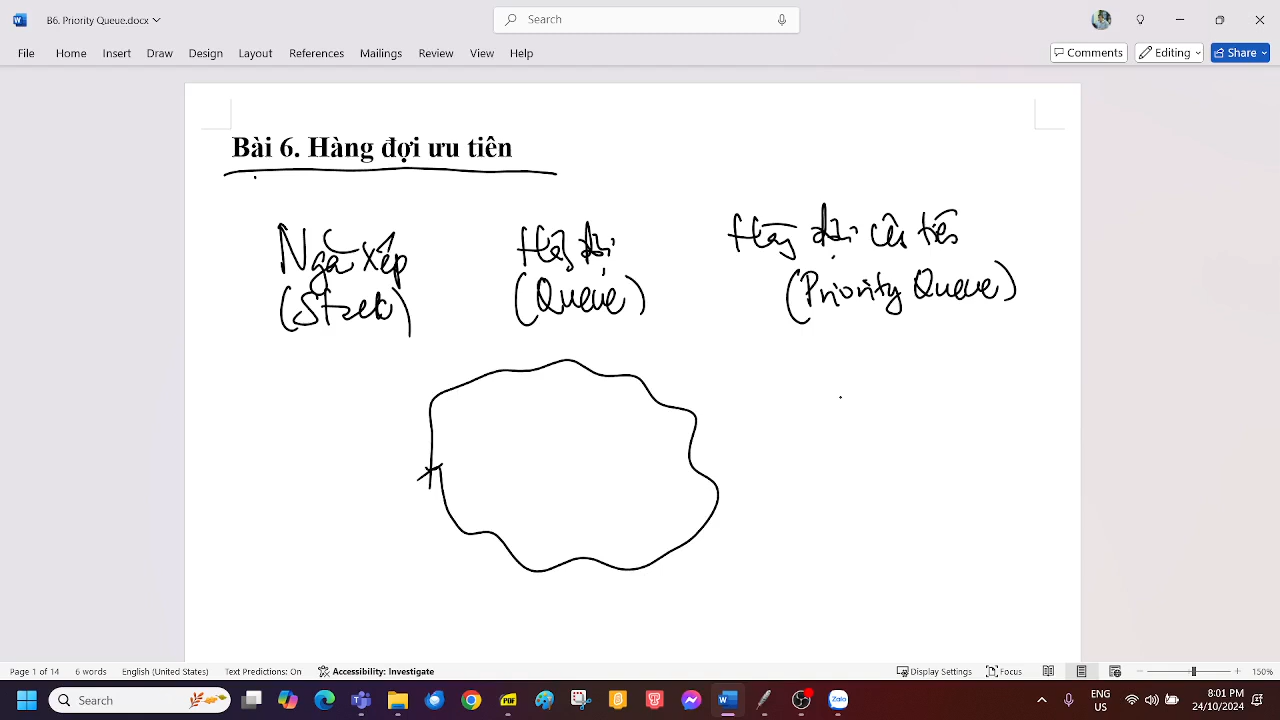 B6. Priority Queue.docx
Search
File Home Insert Draw Design Layout References Mailings Review View Help
Comments Editing Share
Bài 6. Hàng đợi ưu tiên
Ngăn xếp
(Stack)
Hàng đợi
(Queue)
Hàng đợi ưu tiên
(Priority Queue)
Page 1 of 14 6 words English (United States) Text Predictions: On Accessibility: Investigate Display Settings Focus 150%
Search
PDF
Zalo
ENG
US
8:01 PM
24/10/2024